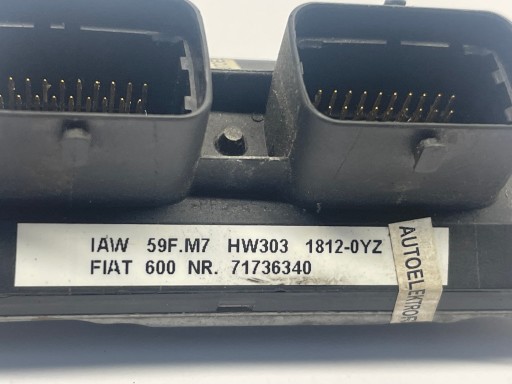 IAW 59F.M7 HW303 1812-0YZ
FIAT 600 NR. 71736340
AUTOELEKTRO